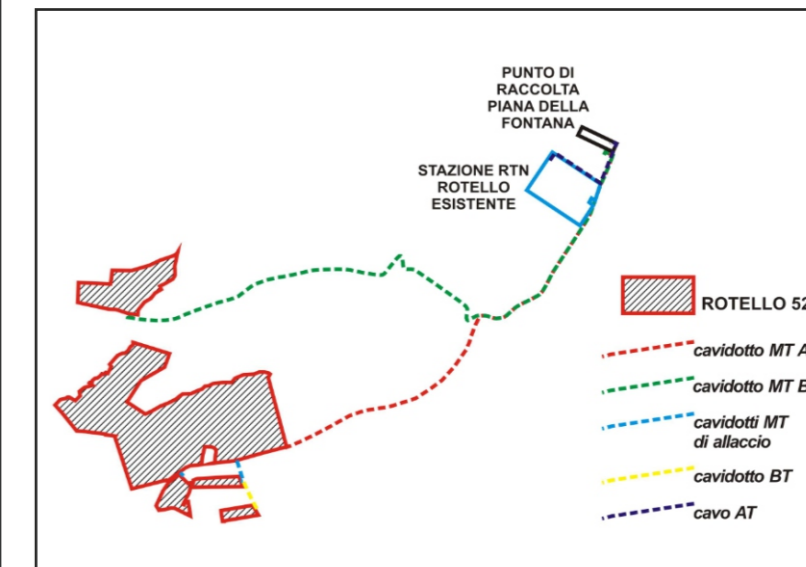 PUNTO DI
RACCOLTA
PIANA DELLA
FONTANA
STAZIONE RTN
ROTELLO
ESISTENTE
ROTELLO 52
cavidotto MT A
cavidotto MT B
cavidotti MT
di allaccio
cavidotto BT
cavo AT